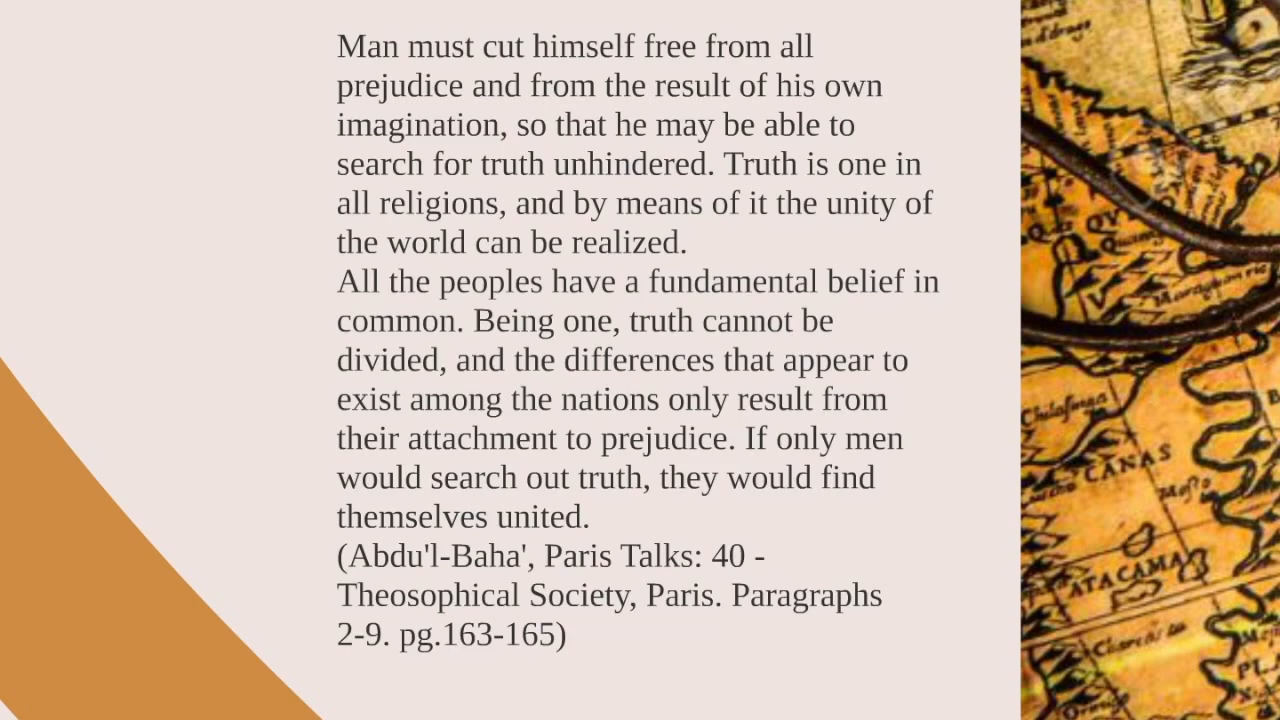 Man must cut himself free from all
prejudice and from the result of his own
imagination, so that he may be able to
search for truth unhindered. Truth is one in
all religions, and by means of it the unity of
the world can be realized.
All the peoples have a fundamental belief in
common. Being one, truth cannot be
divided, and the differences that appear to
exist among the nations only result from
their attachment to prejudice. If only men
would search out truth, they would find
themselves united.
(Abdu'l-Baha', Paris Talks: 40 -
Theosophical Society, Paris. Paragraphs
2-9. pg.163-165)
CANAS
ATACAMA